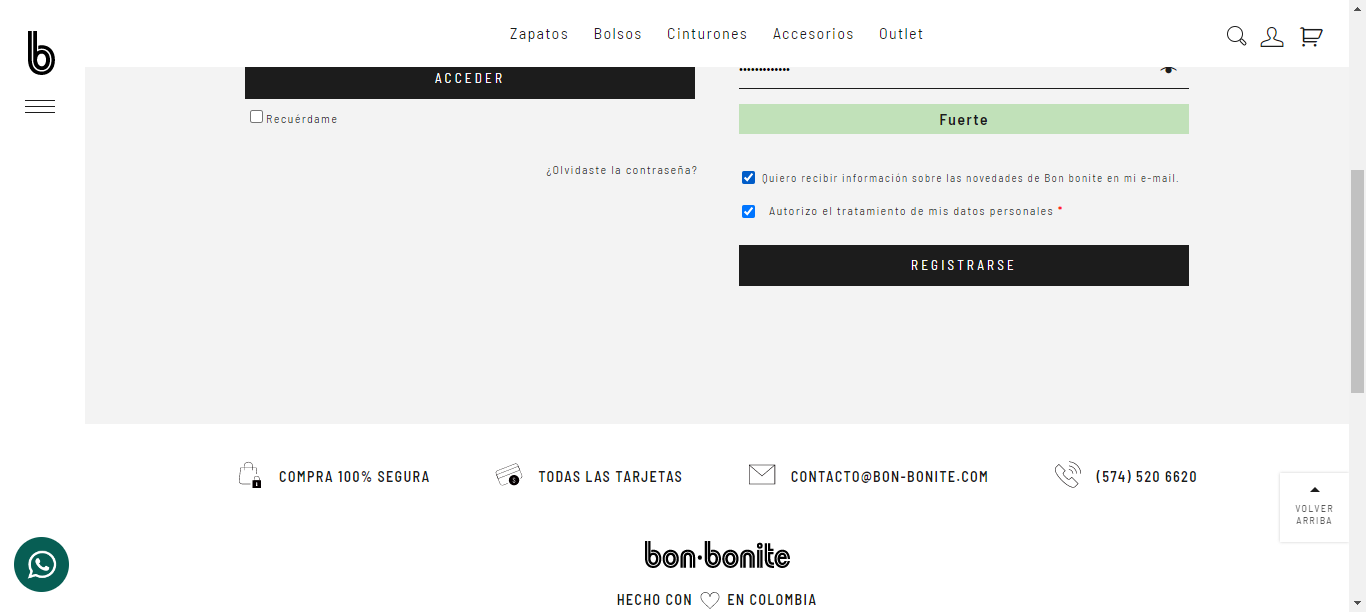 Zapatos Bolsos Cinturones Accesorios Outlet
b
ACCEDER
Recuérdame
¿Olvidaste la contraseña?
•••••••••••••
Fuerte
Quiero recibir información sobre las novedades de Bon bonite en mi e-mail.
Autorizo el tratamiento de mis datos personales *
REGISTRARSE
COMPRA 100% SEGURA
TODAS LAS TARJETAS
CONTACTO@BON-BONITE.COM
(574) 520 6620
VOLVER
ARRIBA
bon·bonite
HECHO CON EN COLOMBIA